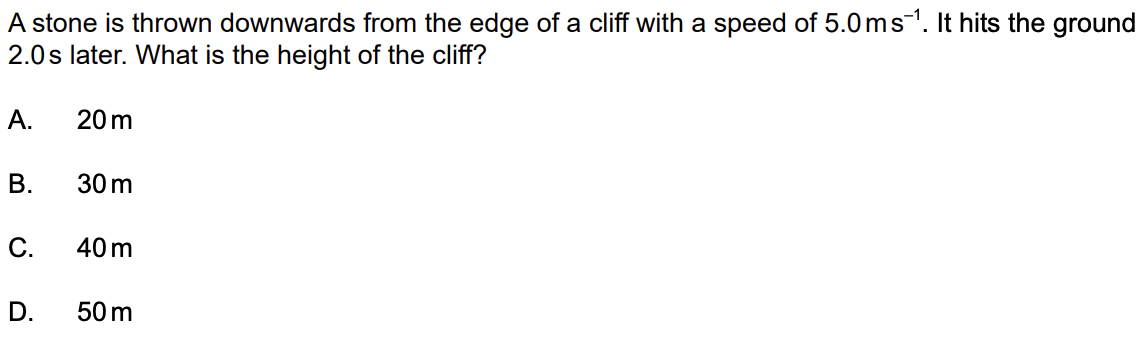 A stone is thrown downwards from the edge of a cliff with a speed of 5.0 m s⁻¹. It hits the ground
2.0 s later. What is the height of the cliff?
A. 20 m
B. 30 m
C. 40 m
D. 50 m